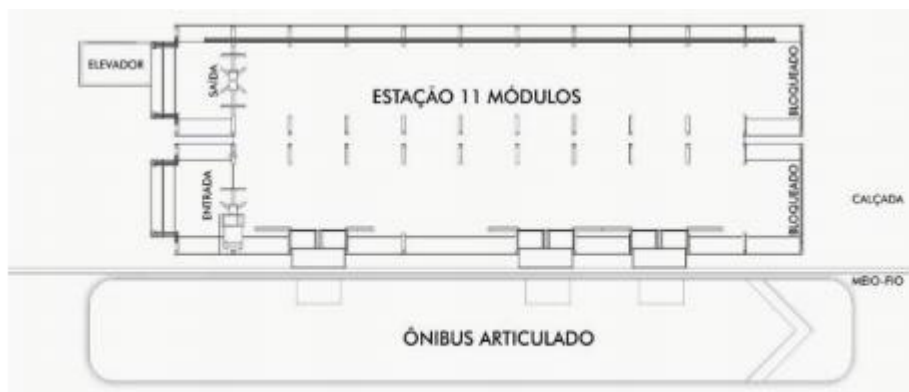 ELEVADOR
SAÍDA
ESTAÇÃO 11 MÓDULOS
BLOQUEADO
ENTRADA
BLOQUEADO
CALÇADA
MEIO-FIO
ÔNIBUS ARTICULADO